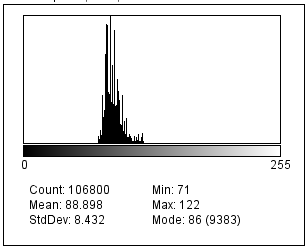 0 255
Count: 106800 Min: 71
Mean: 88.898 Max: 122
StdDev: 8.432 Mode: 86 (9383)